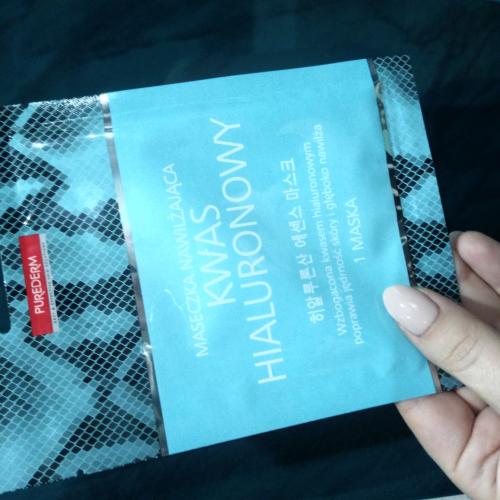 PUREDERM
MASECZKA NAWILŻAJĄCA
KWAS
HIALURONOWY
히알루론산 에센스 마스크
Wzbogacona kwasem hialuronowym
poprawia jędrność skóry i głęboko nawilża
1 MASKA